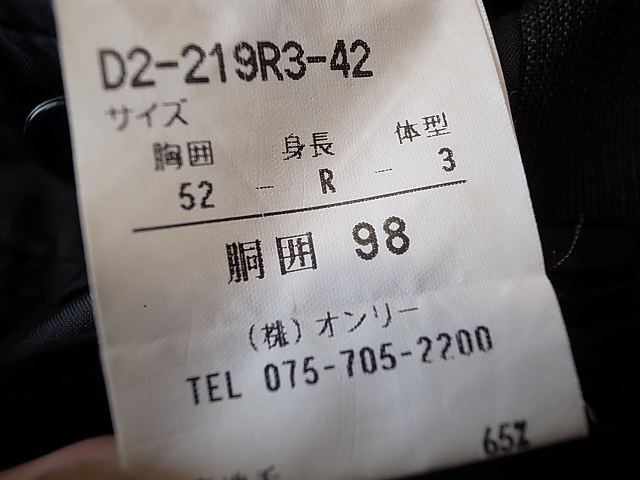 D2-219R3-42
サイズ
胸囲 身長 体型
52 - R - 3
胴囲 98
(株)オンリー
TEL 075-705-2200
65%